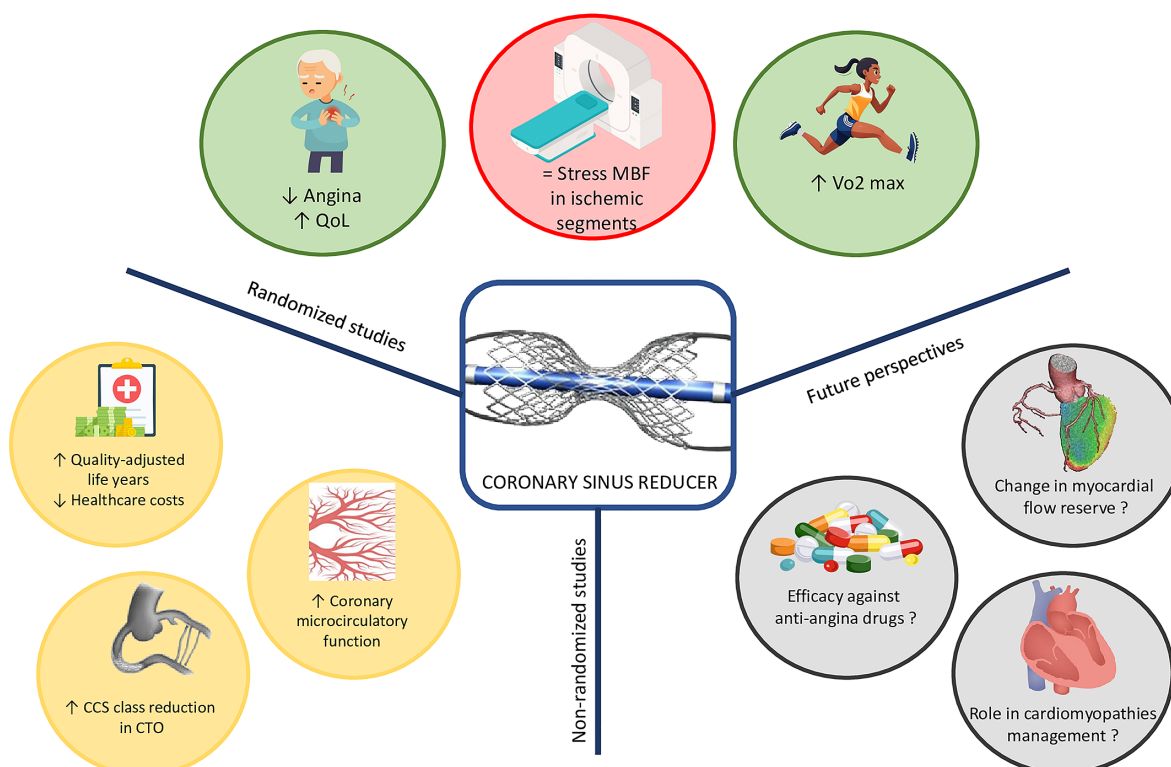 ↓ Angina
↑ QoL
= Stress MBF
in ischemic
segments
↑ Vo2 max
Randomized studies
Future perspectives
CORONARY SINUS REDUCER
Non-randomized studies
↑ Quality-adjusted
life years
↓ Healthcare costs
↑ Coronary
microcirculatory
function
↑ CCS class reduction
in CTO
Change in myocardial
flow reserve ?
Efficacy against
anti-angina drugs ?
Role in cardiomyopathies
management ?